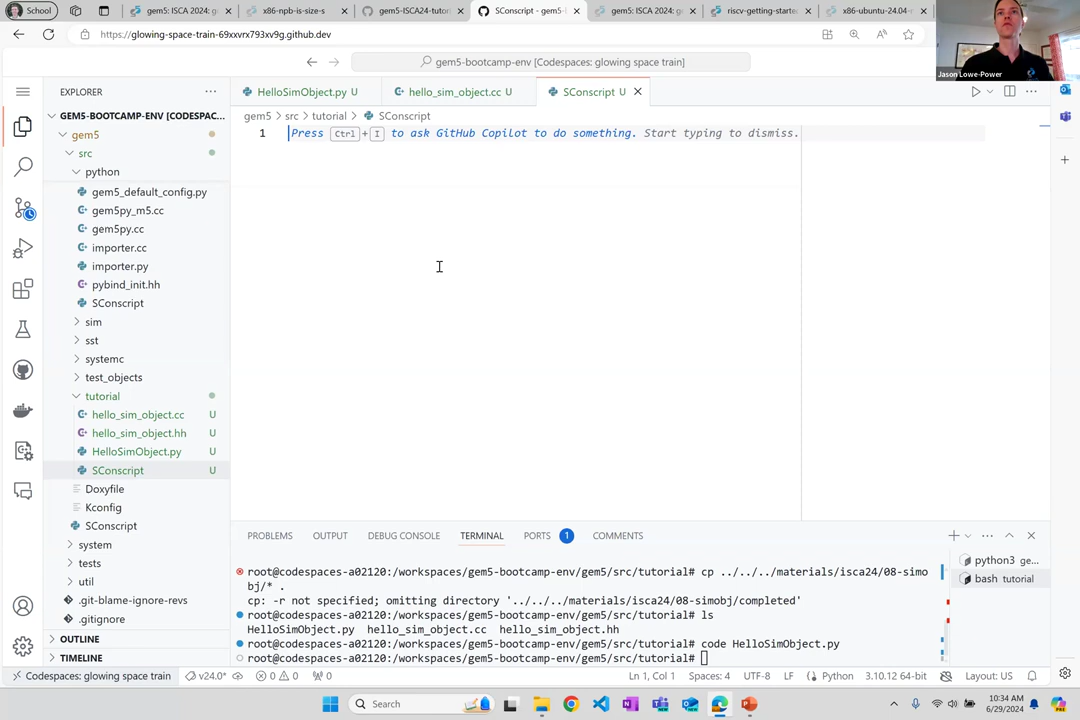 School
gem5: ISCA 2024: g
x86-npb-is-size-s
gem5-ISCA24-tutor
SConscript - gem5-
gem5: ISCA 2024: g
riscv-getting-starte
x86-ubuntu-24.04-
https://glowing-space-train-69xxvrx793xv9g.github.dev
Jason Lowe-Power
gem5-bootcamp-env [Codespaces: glowing space train]
EXPLORER
HelloSimObject.py U
hello_sim_object.cc U
SConscript U
GEM5-BOOTCAMP-ENV [CODESPAC...
gem5 > src > tutorial > SConscript
gem5
1
Press Ctrl + I to ask GitHub Copilot to do something. Start typing to dismiss.
src
python
gem5_default_config.py
gem5py_m5.cc
gem5py.cc
importer.cc
importer.py
pybind_init.hh
SConscript
sim
sst
systemc
test_objects
tutorial
hello_sim_object.cc U
hello_sim_object.hh U
HelloSimObject.py U
SConscript U
Doxyfile
Kconfig
SConscript
system
tests
util
.git-blame-ignore-revs
.gitignore
OUTLINE
TIMELINE
PROBLEMS OUTPUT DEBUG CONSOLE TERMINAL PORTS 1 COMMENTS
root@codespaces-a02120:/workspaces/gem5-bootcamp-env/gem5/src/tutorial# cp ../../../materials/isca24/08-simo
bj/* .
cp: -r not specified; omitting directory '../../../materials/isca24/08-simobj/completed'
root@codespaces-a02120:/workspaces/gem5-bootcamp-env/gem5/src/tutorial# ls
HelloSimObject.py hello_sim_object.cc hello_sim_object.hh
root@codespaces-a02120:/workspaces/gem5-bootcamp-env/gem5/src/tutorial# code HelloSimObject.py
root@codespaces-a02120:/workspaces/gem5-bootcamp-env/gem5/src/tutorial#
python3 ge...
bash tutorial
Codespaces: glowing space train
v24.0*
0 0
0
Ln 1, Col 1
Spaces: 4
UTF-8
LF
Python
3.10.12 64-bit
Layout: US
Search
10:34 AM
6/29/2024